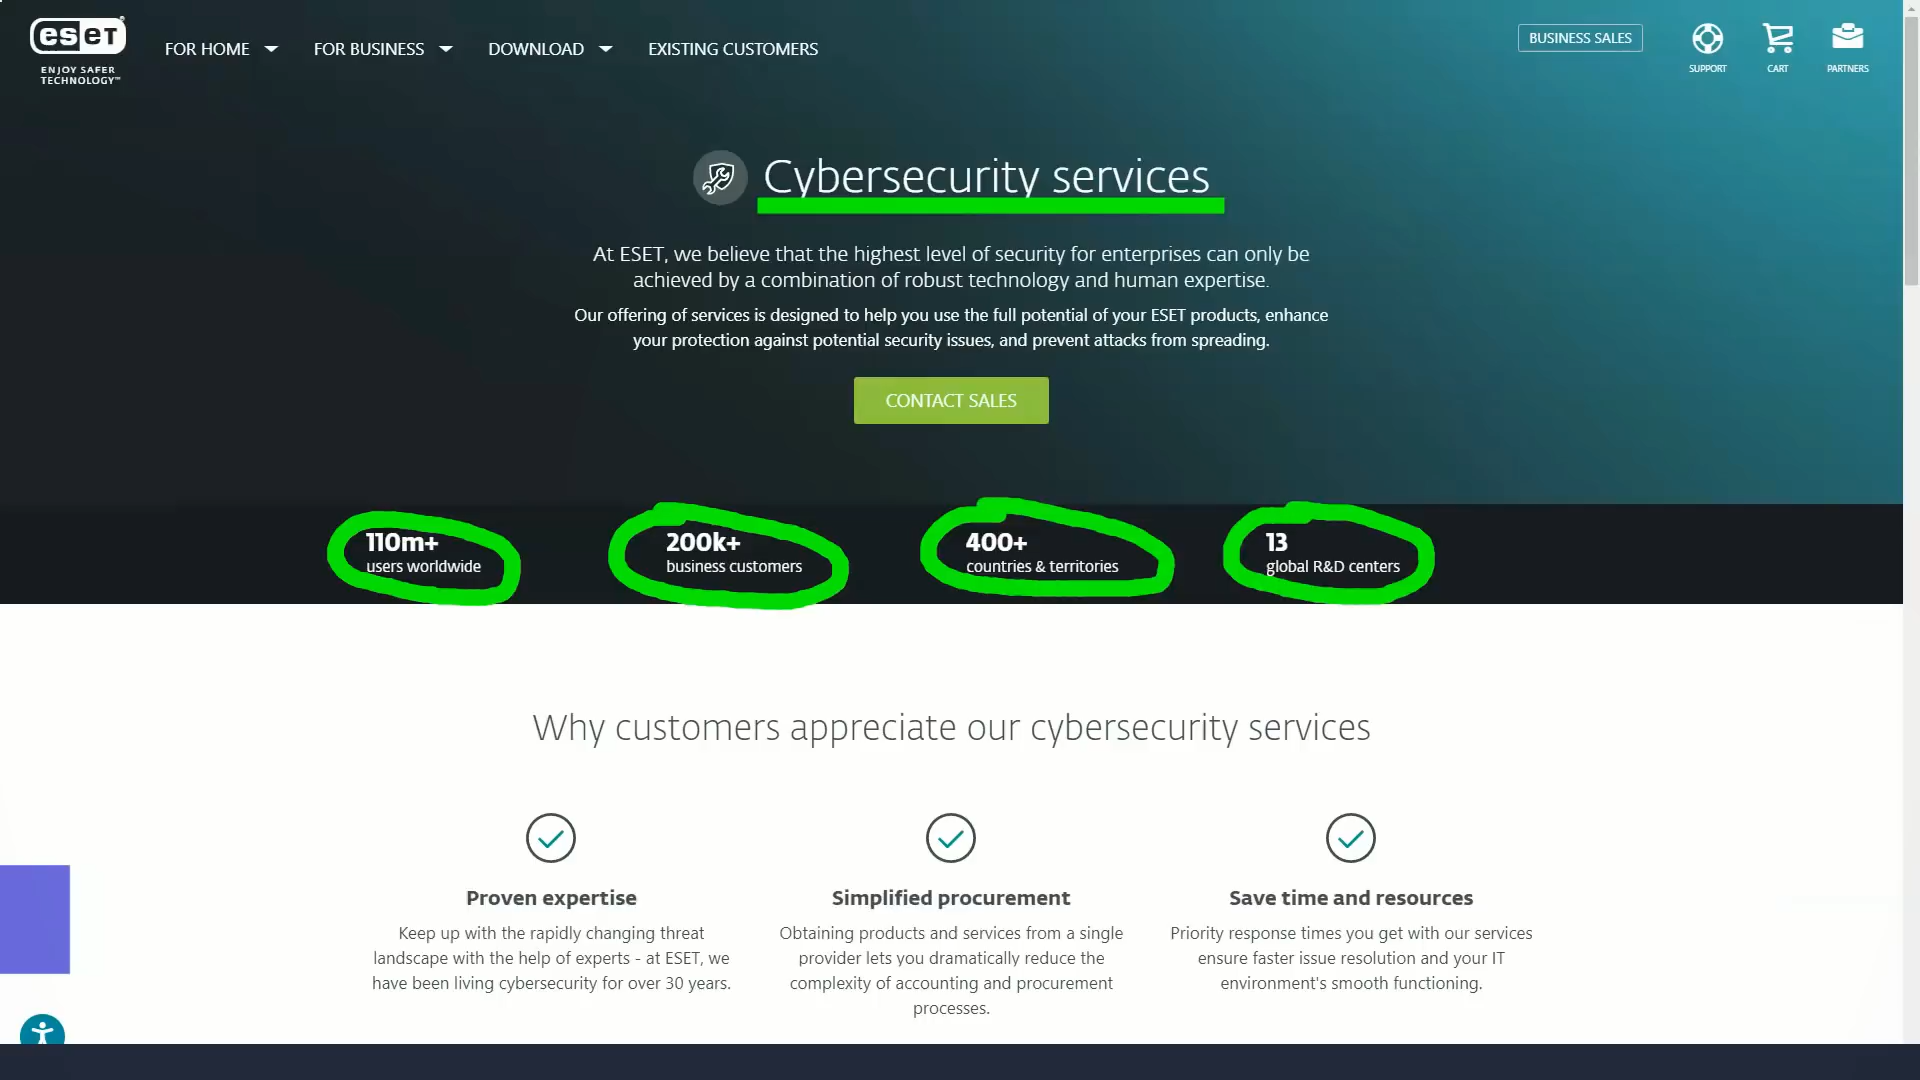 eseT
ENJOY SAFER
TECHNOLOGY™
FOR HOME
FOR BUSINESS
DOWNLOAD
EXISTING CUSTOMERS
BUSINESS SALES
SUPPORT
CART
PARTNERS
Cybersecurity services
At ESET, we believe that the highest level of security for enterprises can only be
achieved by a combination of robust technology and human expertise.
Our offering of services is designed to help you use the full potential of your ESET products, enhance
your protection against potential security issues, and prevent attacks from spreading.
CONTACT SALES
110m+
users worldwide
200k+
business customers
400+
countries & territories
13
global R&D centers
Why customers appreciate our cybersecurity services
Proven expertise
Keep up with the rapidly changing threat
landscape with the help of experts - at ESET, we
have been living cybersecurity for over 30 years.
Simplified procurement
Obtaining products and services from a single
provider lets you dramatically reduce the
complexity of accounting and procurement
processes.
Save time and resources
Priority response times you get with our services
ensure faster issue resolution and your IT
environment's smooth functioning.